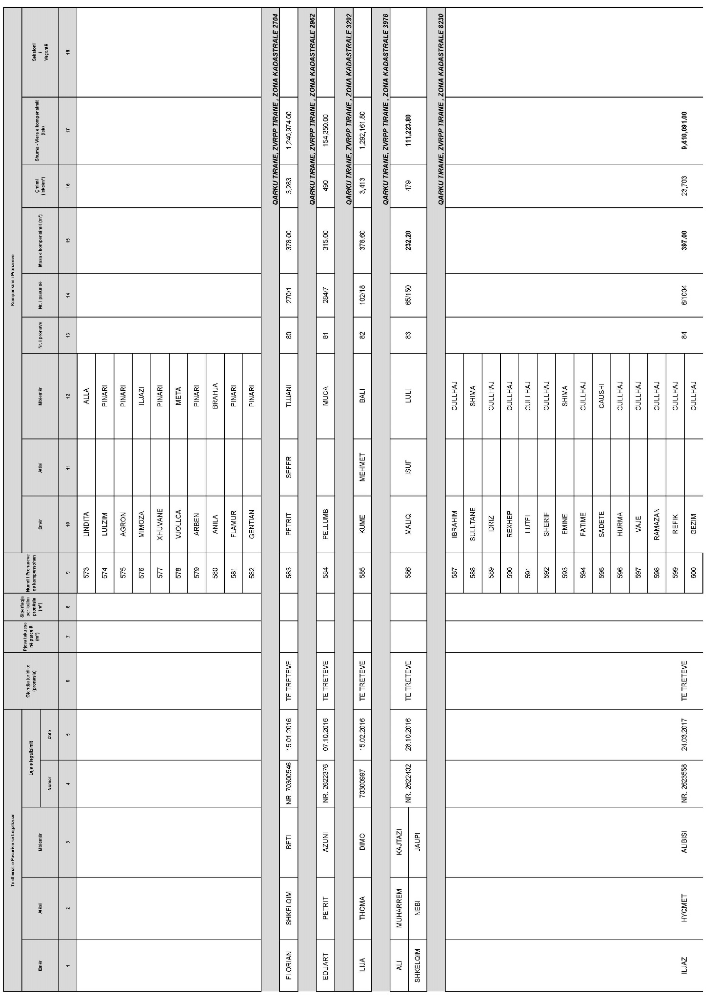 Të dhënat e Pasurisë së Legalizuar Kompensimi i Pronarëve
Emër Atësi Mbiemër Leja e legalizimit Gjendja juridike (pronësia) Pjesa takuese në parcelë (m²) Sipërfaqja për kalim pronësie (m²) Numri i Pronareve qe kompensohen Emër Atësi Mbiemër Nr. i pronave Nr. i pasurisë Masa e kompensimit (m²) Çmimi (leke/m²) Shuma - Vlera e kompensimit (lek) Seksioni i Veçantë
Numer Date
1 2 3 4 5 6 7 8 9 10 11 12 13 14 15 16 17 18
573 LINDITA ALLA
574 LULZIM PINARI
575 AGRON PINARI
576 MIMOZA ILJAZI
577 XHUVANE PINARI
578 VJOLLCA META
579 ARBEN PINARI
580 ANILA BRAHJA
581 FLAMUR PINARI
582 GENTIAN PINARI
QARKU TIRANE, ZVRPP TIRANE , ZONA KADASTRALE 2704
FLORIAN SHKELQIM BETI NR. 70300546 15.01.2016 TE TRETEVE 583 PETRIT SEFER TUJANI 80 270/1 378.00 3,283 1,240,974.00
QARKU TIRANE, ZVRPP TIRANE , ZONA KADASTRALE 2962
EDUART PETRIT AZUNI NR. 2622376 07.10.2016 TE TRETEVE 584 PELLUMB MUCA 81 284/7 315.00 490 154,350.00
QARKU TIRANE, ZVRPP TIRANE , ZONA KADASTRALE 3292
ILIJA THOMA DIMO 70300997 15.02.2016 TE TRETEVE 585 KUME MEHMET BALI 82 102/18 378.60 3,413 1,292,161.80
QARKU TIRANE, ZVRPP TIRANE , ZONA KADASTRALE 3976
ALI MUHARREM KAJTAZI NR. 2622402 28.10.2016 TE TRETEVE 586 MALIQ ISUF LULI 83 65/150 232.20 479 111,223.80
SHKELQIM NEBI JAUPI
QARKU TIRANE, ZVRPP TIRANE , ZONA KADASTRALE 8230
587 IBRAHIM CULLHAJ
588 SULLTANE SHIMA
589 IDRIZ CULLHAJ
590 REXHEP CULLHAJ
591 LUTFI CULLHAJ
592 SHERIF CULLHAJ
593 EMINE SHIMA
594 FATIME CULLHAJ
595 SADETE CAUSHI
596 HURMA CULLHAJ
597 VAJE CULLHAJ
598 RAMAZAN CULLHAJ
599 REFIK CULLHAJ
ILJAZ HYQMET ALIBISI NR. 2623558 24.03.2017 TE TRETEVE 84 6/1004 397.00 23,703 9,410,091.00
600 GEZIM CULLHAJ